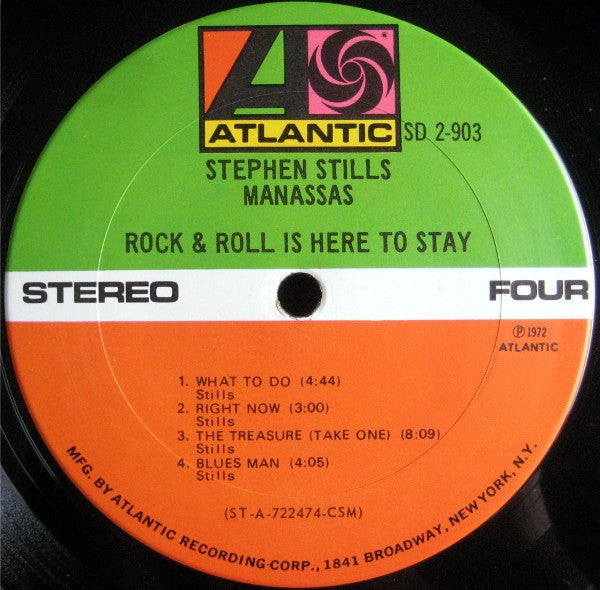 ATLANTIC
SD 2-903
STEPHEN STILLS
MANASSAS
ROCK & ROLL IS HERE TO STAY
STEREO
FOUR
℗ 1972
ATLANTIC
1. WHAT TO DO (4:44)
Stills
2. RIGHT NOW (3:00)
Stills
3. THE TREASURE (TAKE ONE) (8:09)
Stills
4. BLUES MAN (4:05)
Stills
(ST-A-722474-CSM)
MFG. BY ATLANTIC RECORDING CORP., 1841 BROADWAY, NEW YORK, N.Y.